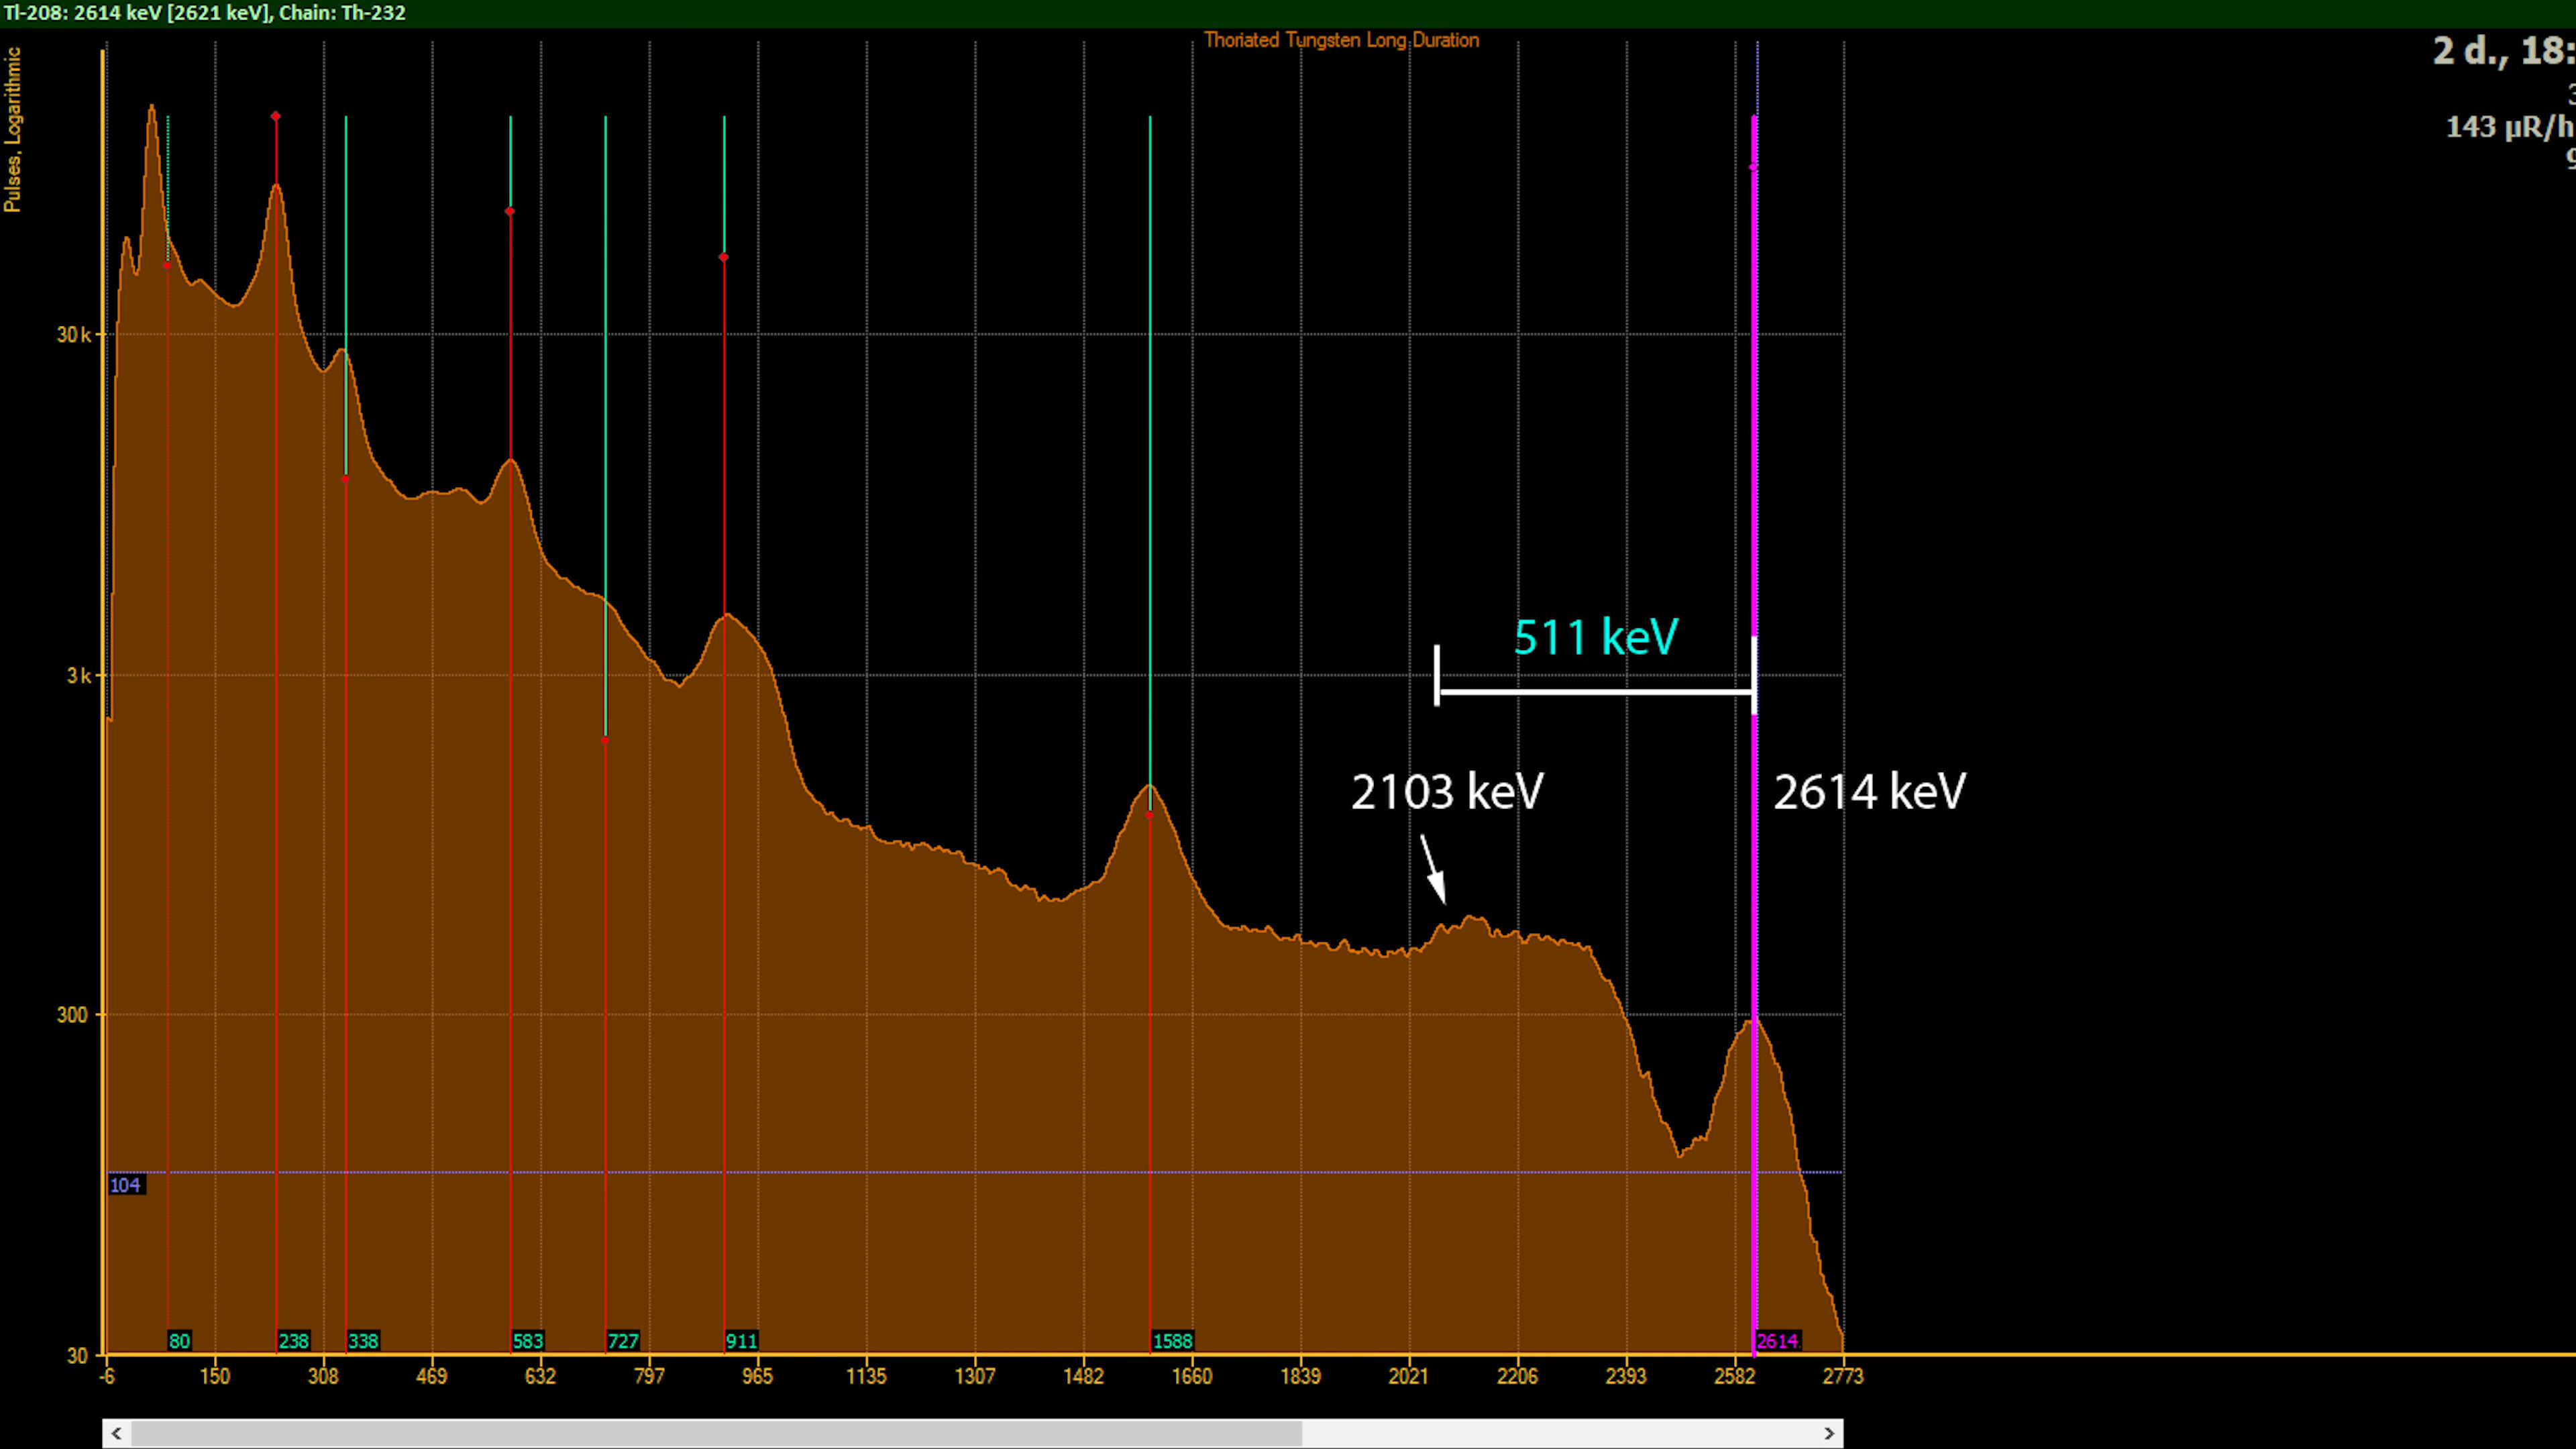 Tl-208: 2614 keV [2621 keV], Chain: Th-232
Thoriated Tungsten Long Duration
2 d., 18:
143 µR/h
Pulses, Logarithmic
30 k
3 k
300
30
511 keV
2103 keV
2614 keV
104
80 238 338 583 727 911 1588 2614
-6 150 308 469 632 797 965 1135 1307 1482 1660 1839 2021 2206 2393 2582 2773